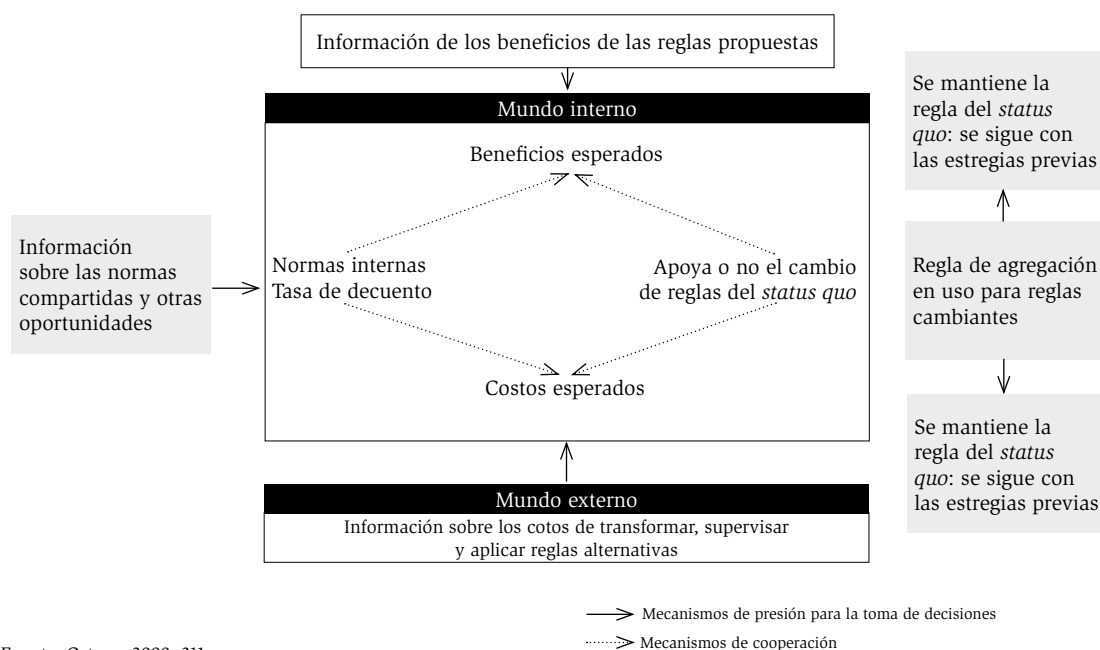 Información de los beneficios de las reglas propuestas
Mundo interno
Beneficios esperados
Normas internas
Tasa de decuento
Apoya o no el cambio
de reglas del status quo
Costos esperados
Mundo externo
Información sobre los cotos de transformar, supervisar
y aplicar reglas alternativas
Información
sobre las normas
compartidas y otras
oportunidades
Se mantiene la
regla del status
quo: se sigue con
las estregias previas
Regla de agregación
en uso para reglas
cambiantes
Se mantiene la
regla del status
quo: se sigue con
las estregias previas
Mecanismos de presión para la toma de decisiones
Mecanismos de cooperación